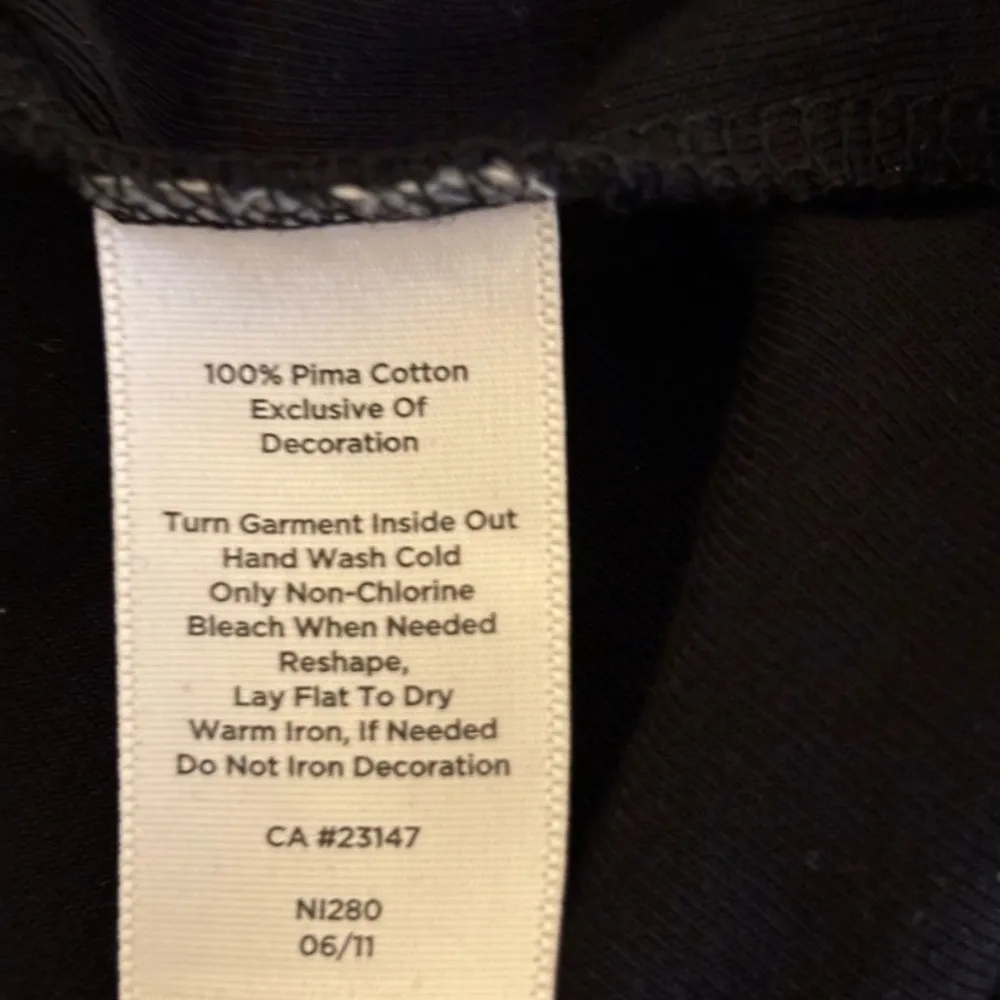 100% Pima Cotton
Exclusive Of
Decoration
Turn Garment Inside Out
Hand Wash Cold
Only Non-Chlorine
Bleach When Needed
Reshape,
Lay Flat To Dry
Warm Iron, If Needed
Do Not Iron Decoration
CA #23147
NI280
06/11